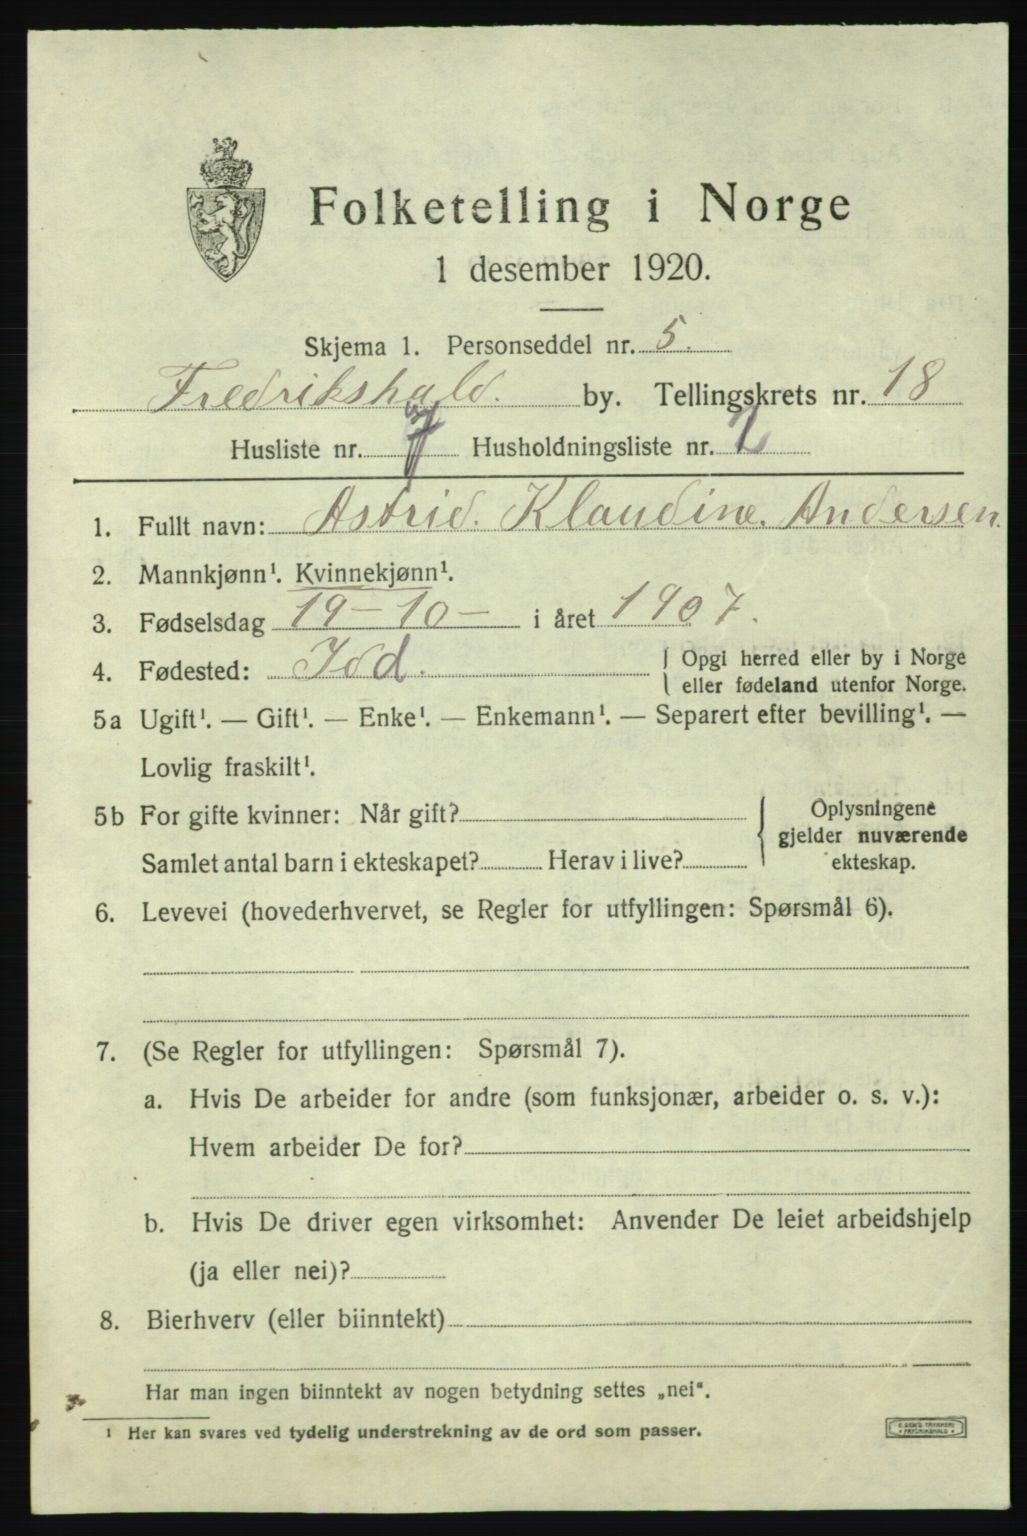 Folketelling i Norge
1 desember 1920.
Skjema 1. Personseddel nr. 5.
Fredrikshald. by. Tellingskrets nr. 18
Husliste nr. 7 Husholdningsliste nr. 2
1. Fullt navn: Astrid. Klaudine. Andersen.
2. Mannkjønn¹. Kvinnekjønn¹.
3. Fødselsdag 19-10- i året 1907.
4. Fødested: Idd. Opgi herred eller by i Norge
eller fødeland utenfor Norge.
5a Ugift¹. — Gift¹. — Enke¹. — Enkemann¹. — Separert efter bevilling¹. —
Lovlig fraskilt¹.
5b For gifte kvinner: Når gift? Oplysningene
gjelder nuværende
Samlet antal barn i ekteskapet? Herav i live? ekteskap.
6. Levevei (hovederhvervet, se Regler for utfyllingen: Spørsmål 6).
7. (Se Regler for utfyllingen: Spørsmål 7).
a. Hvis De arbeider for andre (som funksjonær, arbeider o. s. v.):
Hvem arbeider De for?
b. Hvis De driver egen virksomhet: Anvender De leiet arbeidshjelp
(ja eller nei)?
8. Bierhverv (eller biinntekt)
Har man ingen biinntekt av nogen betydning settes „nei“.
¹ Her kan svares ved tydelig understrekning av de ord som passer.